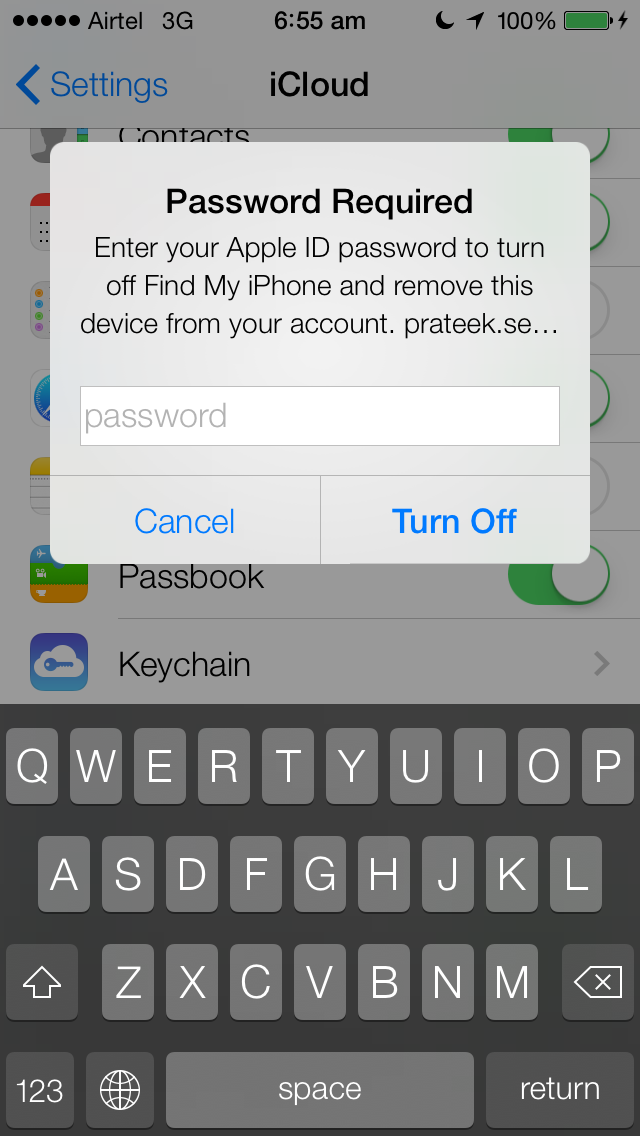 Airtel 3G 6:55 am 100%
Settings iCloud
Contacts
Password Required
Enter your Apple ID password to turn
off Find My iPhone and remove this
device from your account. prateek.se…
password
Cancel Turn Off
Passbook
Keychain
Q W E R T Y U I O P
A S D F G H J K L
Z X C V B N M
123 space return